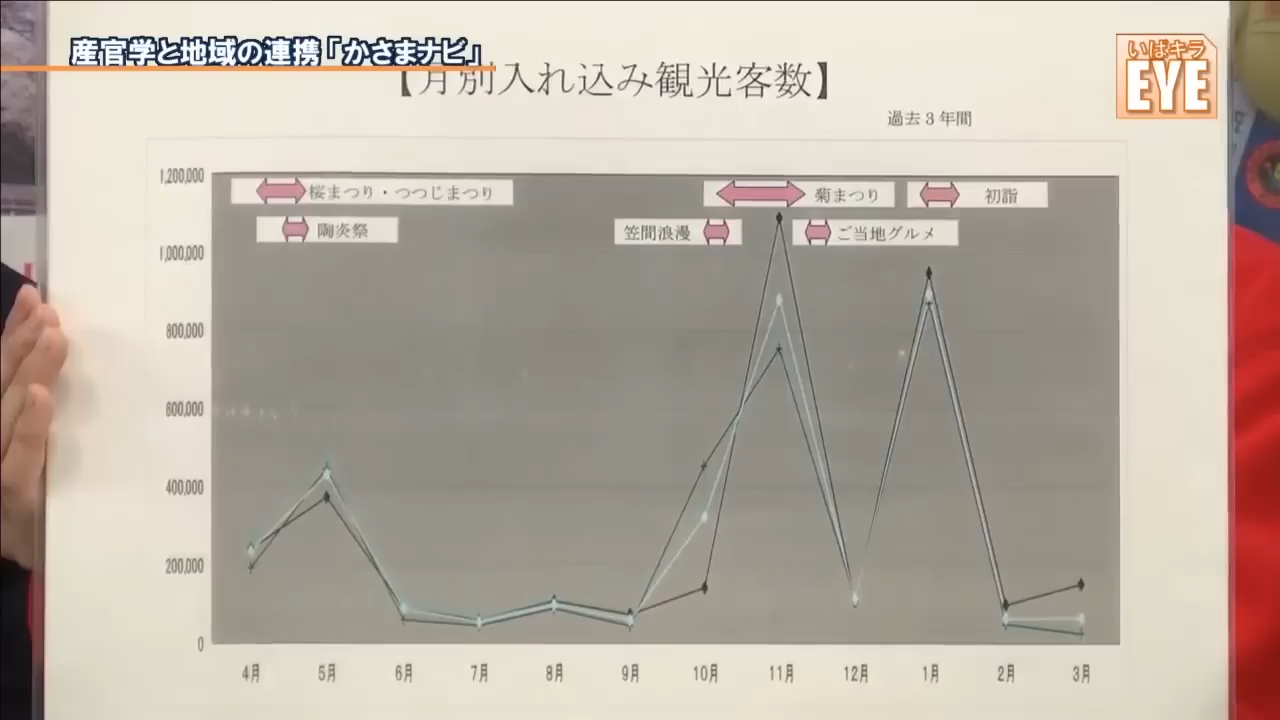 産官学と地域の連携「かさまナビ」
いばキラ
EYE
【月別入れ込み観光客数】
過去3年間
1,200,000
桜まつり・つつじまつり
菊まつり
初詣
陶炎祭
笠間浪漫
ご当地グルメ
1,000,000
800,000
600,000
400,000
200,000
0
4月 5月 6月 7月 8月 9月 10月 11月 12月 1月 2月 3月